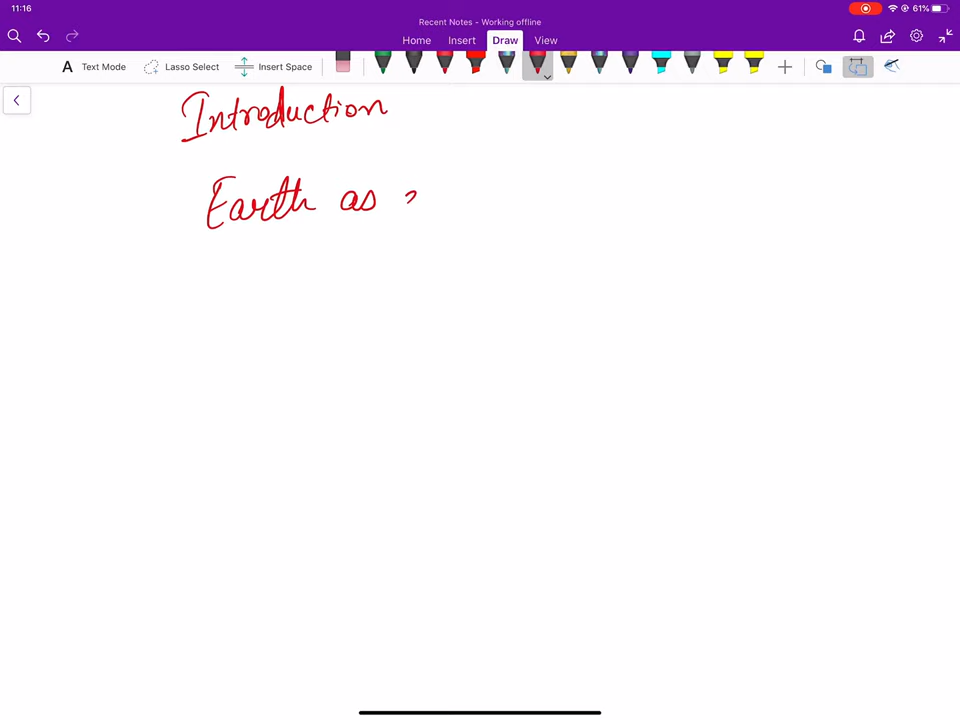 11:16
61%
Recent Notes - Working offline
Home Insert Draw View
A Text Mode Lasso Select Insert Space
Introduction
Earth as